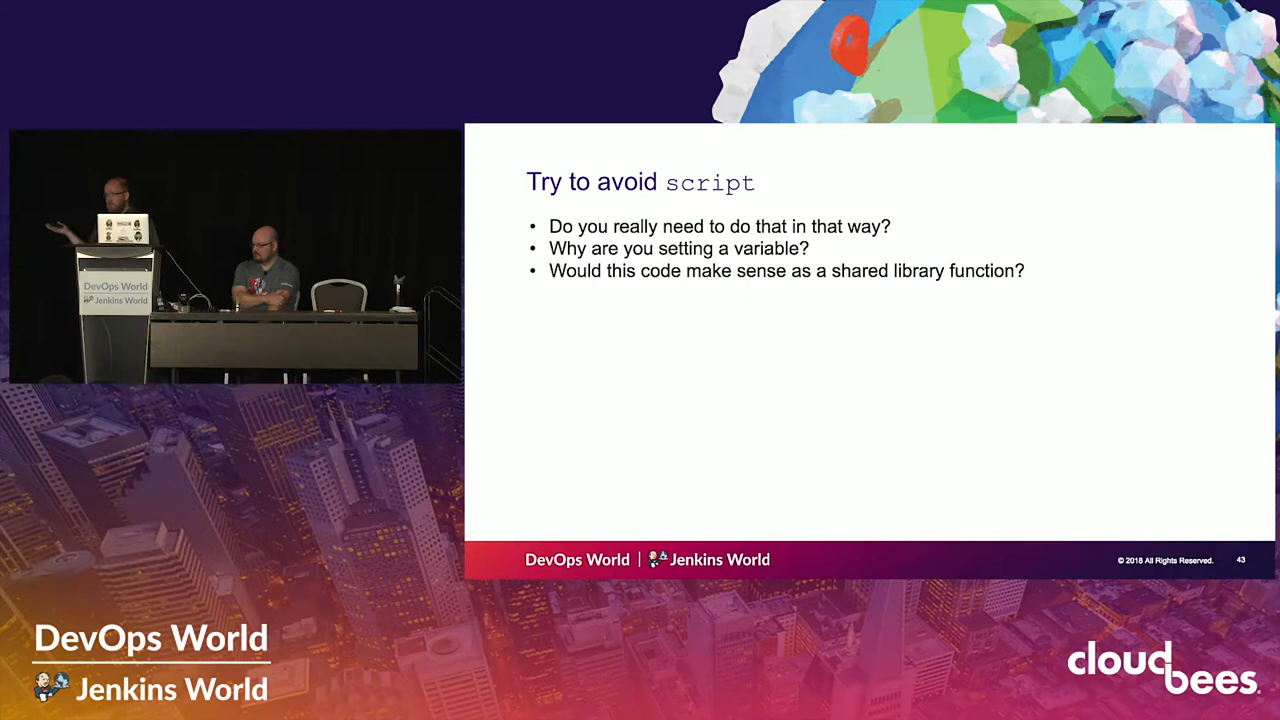 Try to avoid script
• Do you really need to do that in that way?
• Why are you setting a variable?
• Would this code make sense as a shared library function?
DevOps World | Jenkins World
© 2018 All Rights Reserved.
43
DevOps World
Jenkins World
DevOps World
Jenkins World
cloudbees